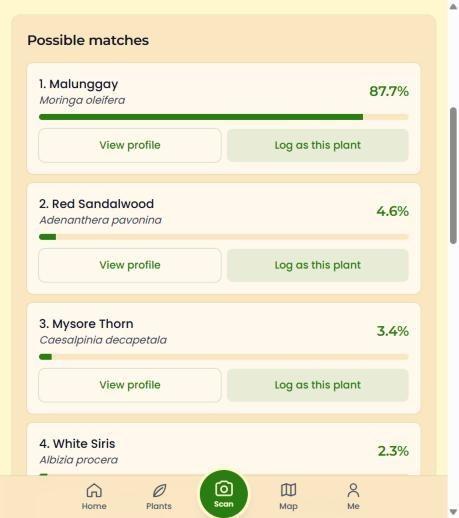 Possible matches
1. Malunggay
87.7%
Moringa oleifera
View profile
Log as this plant
2. Red Sandalwood
4.6%
Adenanthera pavonina
View profile
Log as this plant
3. Mysore Thorn
3.4%
Caesalpinia decapetala
View profile
Log as this plant
4. White Siris
2.3%
Albizia procera
Home
Plants
Scan
Map
Me